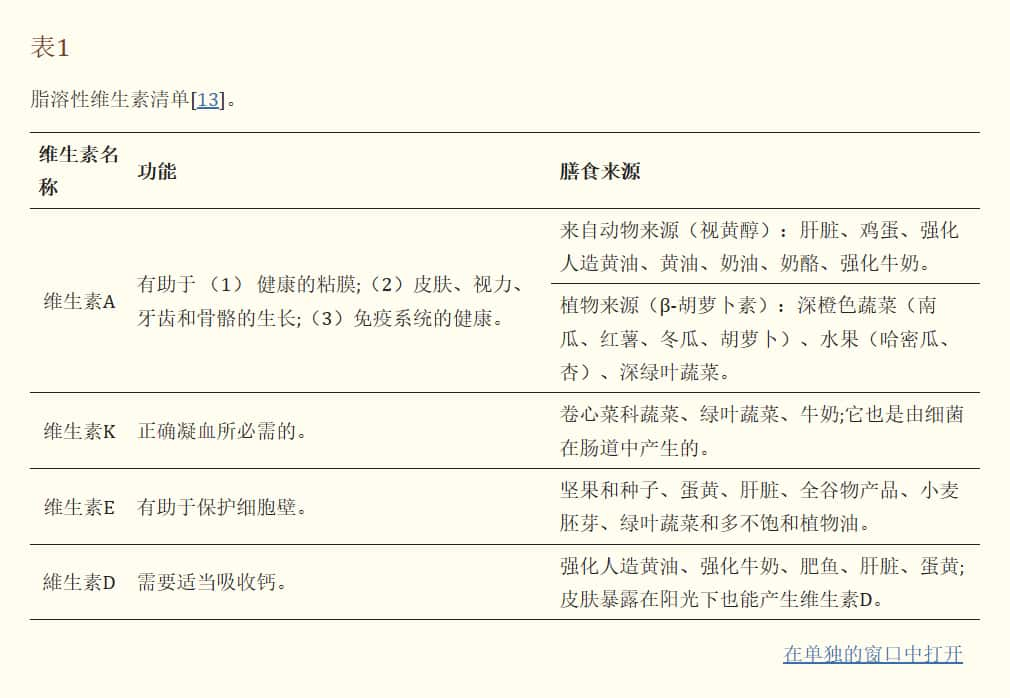 表1
脂溶性维生素清单[13]。
维生素名
称
功能
膳食来源
维生素A
有助于 （1） 健康的粘膜;（2）皮肤、视力、
牙齿和骨骼的生长;（3）免疫系统的健康。
来自动物来源（视黄醇）：肝脏、鸡蛋、强化
人造黄油、黄油、奶油、奶酪、强化牛奶。
植物来源（β-胡萝卜素）：深橙色蔬菜（南
瓜、红薯、冬瓜、胡萝卜）、水果（哈密瓜、
杏）、深绿叶蔬菜。
维生素K
正确凝血所必需的。
卷心菜科蔬菜、绿叶蔬菜、牛奶;它也是由细菌
在肠道中产生的。
维生素E
有助于保护细胞壁。
坚果和种子、蛋黄、肝脏、全谷物产品、小麦
胚芽、绿叶蔬菜和多不饱和植物油。
維生素D
需要适当吸收钙。
强化人造黄油、强化牛奶、肥鱼、肝脏、蛋黄;
皮肤暴露在阳光下也能产生维生素D。
在单独的窗口中打开